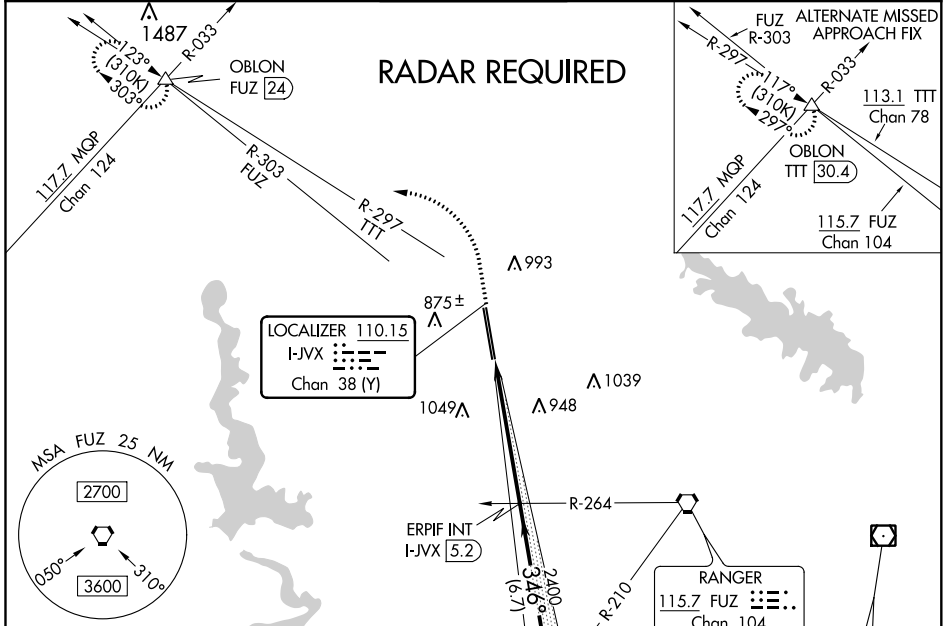 1487
R-033
123°
(310K)
303°
OBLON
FUZ 24
117.7 MQP
Chan 124
R-303
FUZ
R-297
TTT
RADAR REQUIRED
FUZ
R-303
ALTERNATE MISSED
APPROACH FIX
R-297
117°
(310K)
297°
R-033
113.1 TTT
Chan 78
OBLON
TTT 30.4
117.7 MQP
Chan 124
115.7 FUZ
Chan 104
993
875±
LOCALIZER 110.15
I-JVX
Chan 38 (Y)
1039
1049
948
MSA FUZ 25 NM
2700
050°
310°
3600
ERPIF INT
I-JVX 5.2
R-264
2400
346°
(6.7)
R-210
RANGER
115.7 FUZ
Chan 104